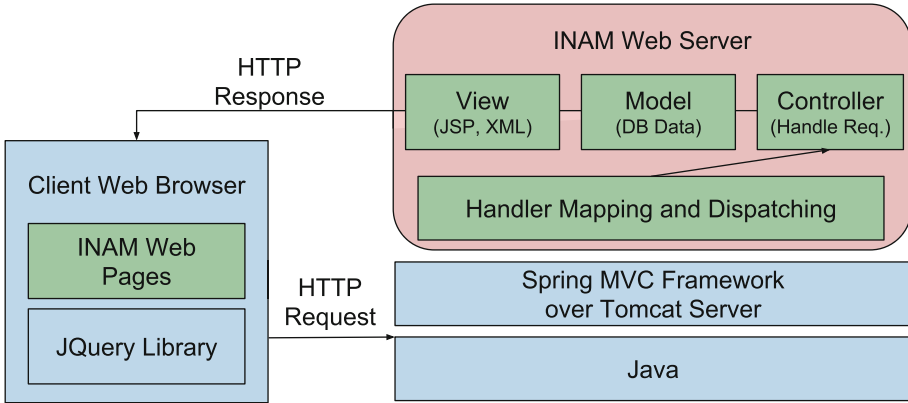 INAM Web Server
HTTP
Response
View
(JSP, XML)
Model
(DB Data)
Controller
(Handle Req.)
Handler Mapping and Dispatching
Client Web Browser
INAM Web
Pages
JQuery Library
HTTP
Request
Spring MVC Framework
over Tomcat Server
Java